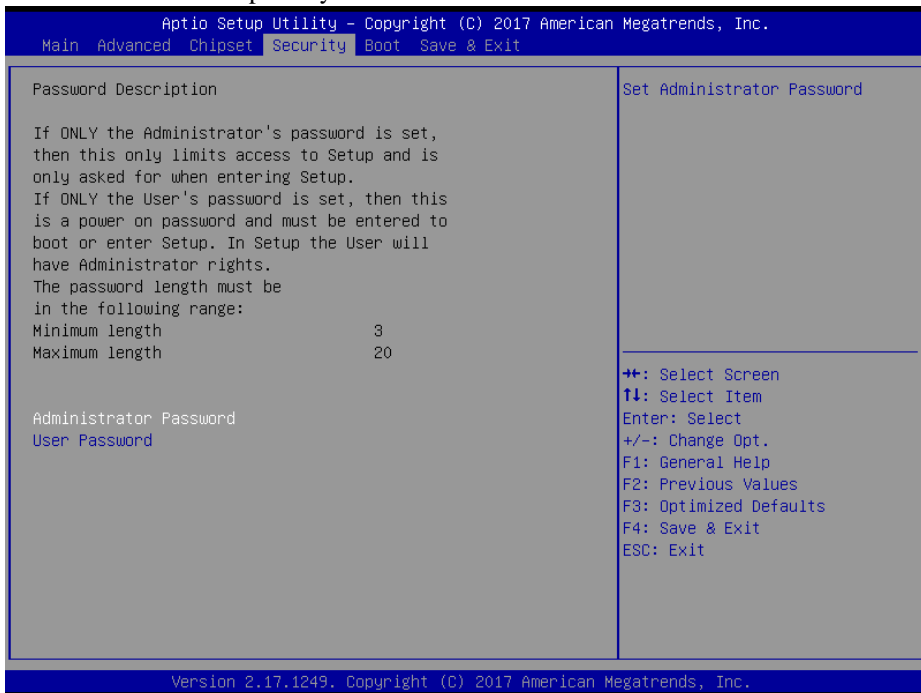 Aptio Setup Utility – Copyright (C) 2017 American Megatrends, Inc.
Main Advanced Chipset Security Boot Save & Exit
Password Description
If ONLY the Administrator's password is set,
then this only limits access to Setup and is
only asked for when entering Setup.
If ONLY the User's password is set, then this
is a power on password and must be entered to
boot or enter Setup. In Setup the User will
have Administrator rights.
The password length must be
in the following range:
Minimum length 3
Maximum length 20
Administrator Password
User Password
Set Administrator Password
→←: Select Screen
↑↓: Select Item
Enter: Select
+/-: Change Opt.
F1: General Help
F2: Previous Values
F3: Optimized Defaults
F4: Save & Exit
ESC: Exit
Version 2.17.1249. Copyright (C) 2017 American Megatrends, Inc.